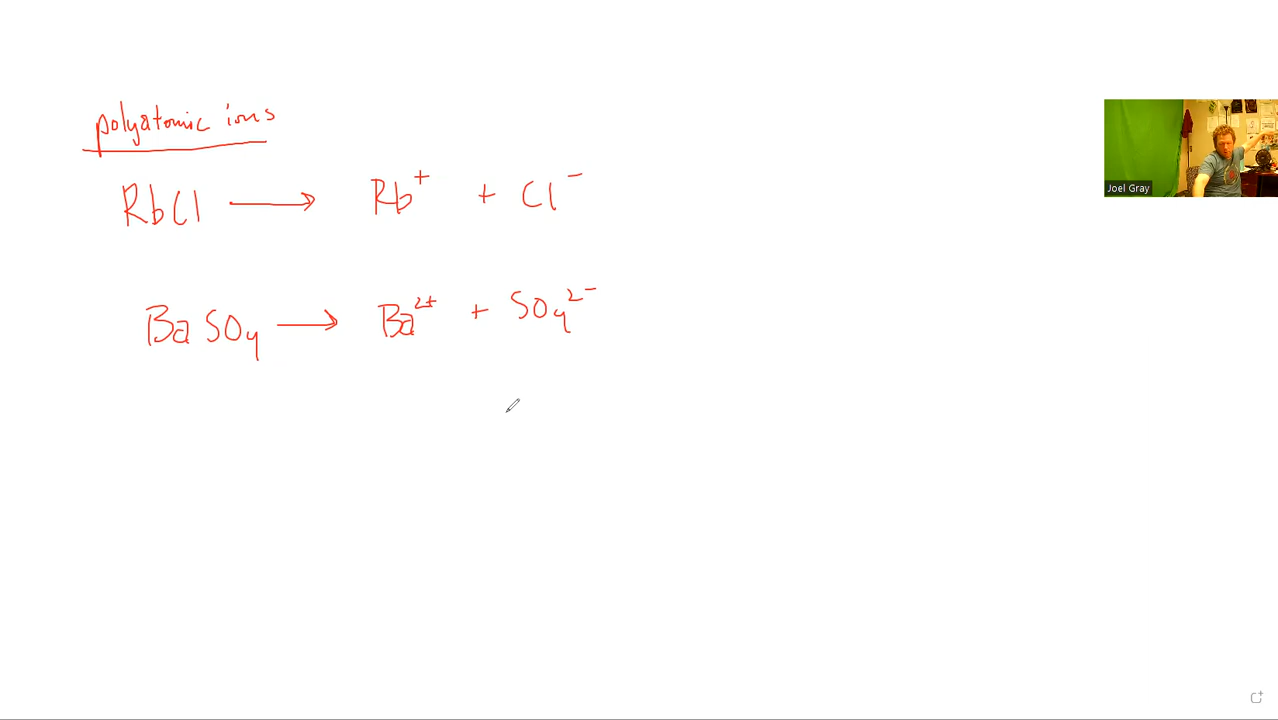 polyatomic ions
RbCl ⟶ Rb⁺ + Cl⁻
BaSO₄ ⟶ Ba²⁺ + SO₄²⁻
Joel Gray